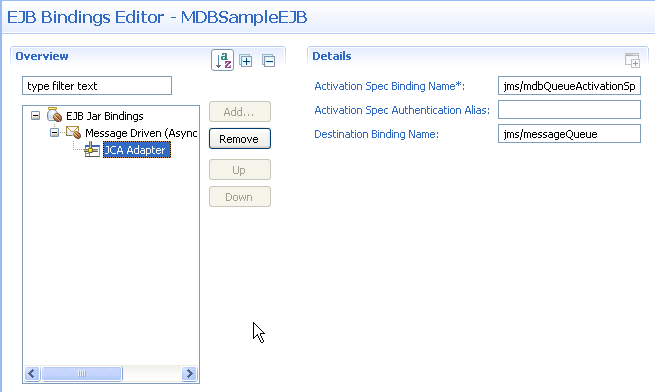 EJB Bindings Editor - MDBSampleEJB
Overview
type filter text
EJB Jar Bindings
Message Driven (Async
JCA Adapter
Add...
Remove
Up
Down
Details
Activation Spec Binding Name*: jms/mdbQueueActivationSp
Activation Spec Authentication Alias:
Destination Binding Name: jms/messageQueue